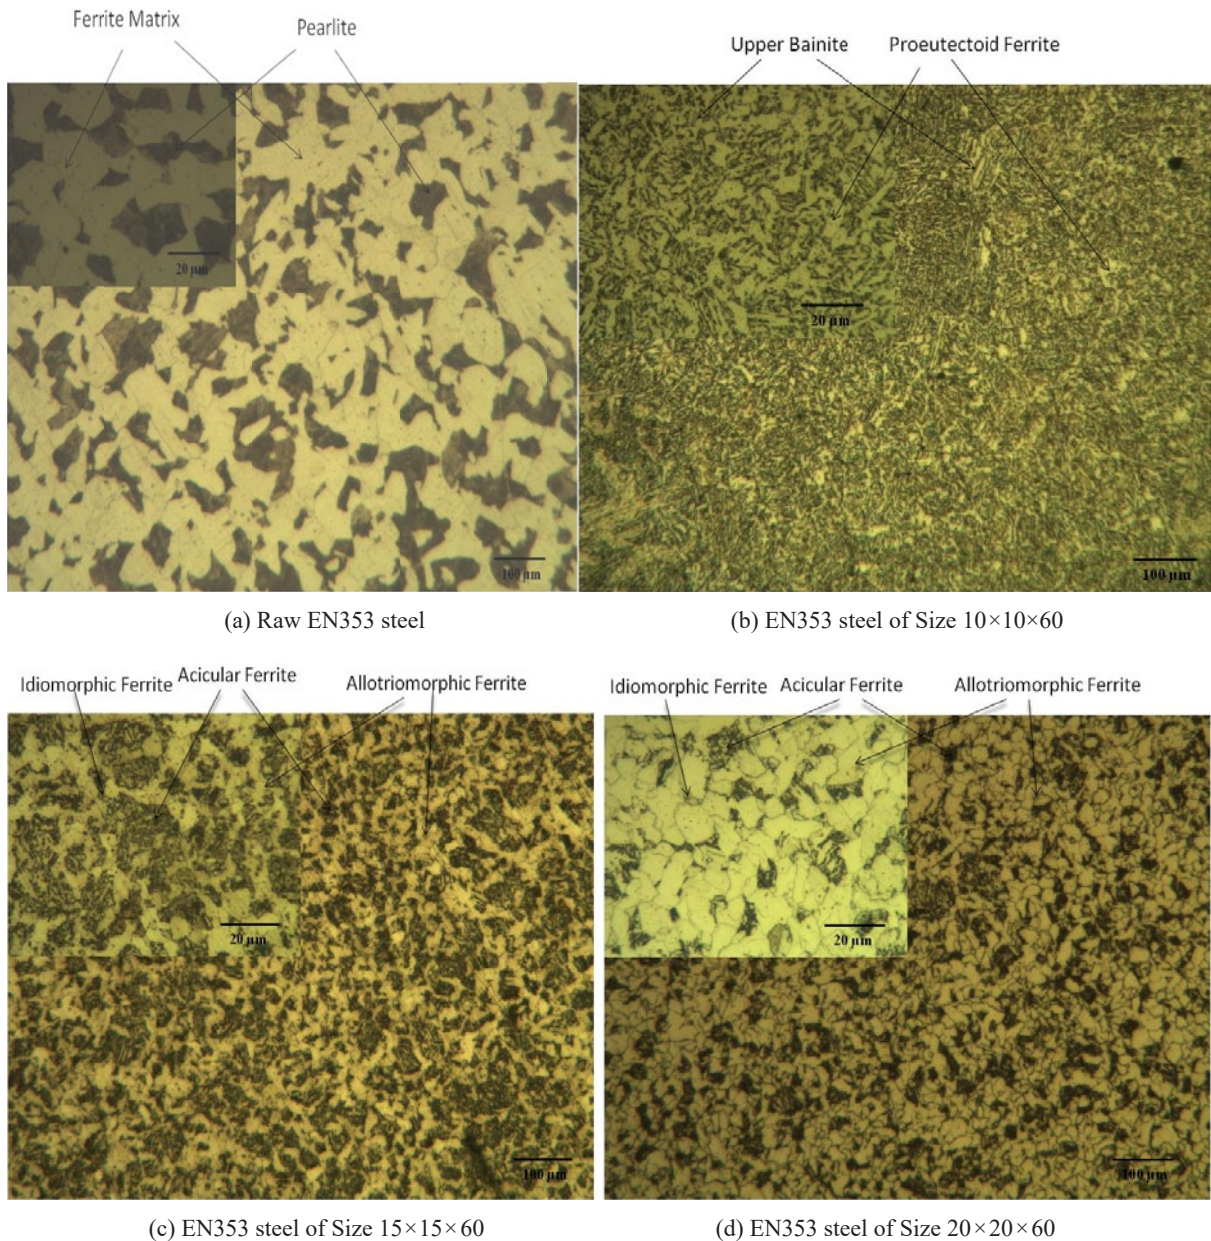 Ferrite Matrix
Pearlite
20 µm
100 µm
(a) Raw EN353 steel
Upper Bainite
Proeutectoid Ferrite
20 µm
100 µm
(b) EN353 steel of Size 10×10×60
Idiomorphic Ferrite
Acicular Ferrite
Allotriomorphic Ferrite
20 µm
100 µm
(c) EN353 steel of Size 15×15×60
Idiomorphic Ferrite
Acicular Ferrite
Allotriomorphic Ferrite
20 µm
100 µm
(d) EN353 steel of Size 20×20×60